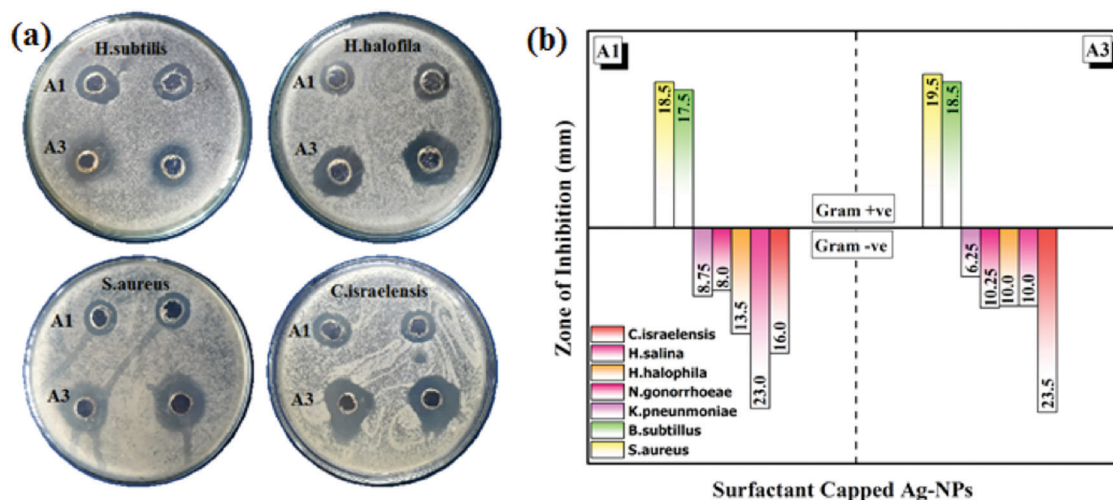 (a)
H.subtilis
A1
A3
H.halofila
A1
A3
S.aureus
A1
A3
C.israelensis
A1
A3
(b)
A1
A3
Zone of Inhibition (mm)
18.5
17.5
19.5
18.5
Gram +ve
Gram -ve
8.75
8.0
13.5
23.0
16.0
6.25
10.25
10.0
10.0
23.5
C.israelensis
H.salina
H.halophila
N.gonorrhoeae
K.pneunmoniae
B.subtillus
S.aureus
Surfactant Capped Ag-NPs